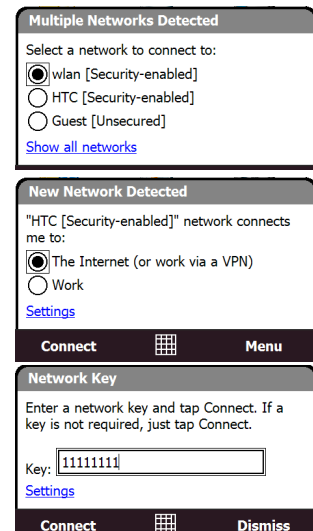 Multiple Networks Detected
Select a network to connect to:
wlan [Security-enabled]
HTC [Security-enabled]
Guest [Unsecured]
Show all networks
New Network Detected
"HTC [Security-enabled]" network connects
me to:
The Internet (or work via a VPN)
Work
Settings
Connect Menu
Network Key
Enter a network key and tap Connect. If a
key is not required, just tap Connect.
Key: 11111111
Settings
Connect Dismiss